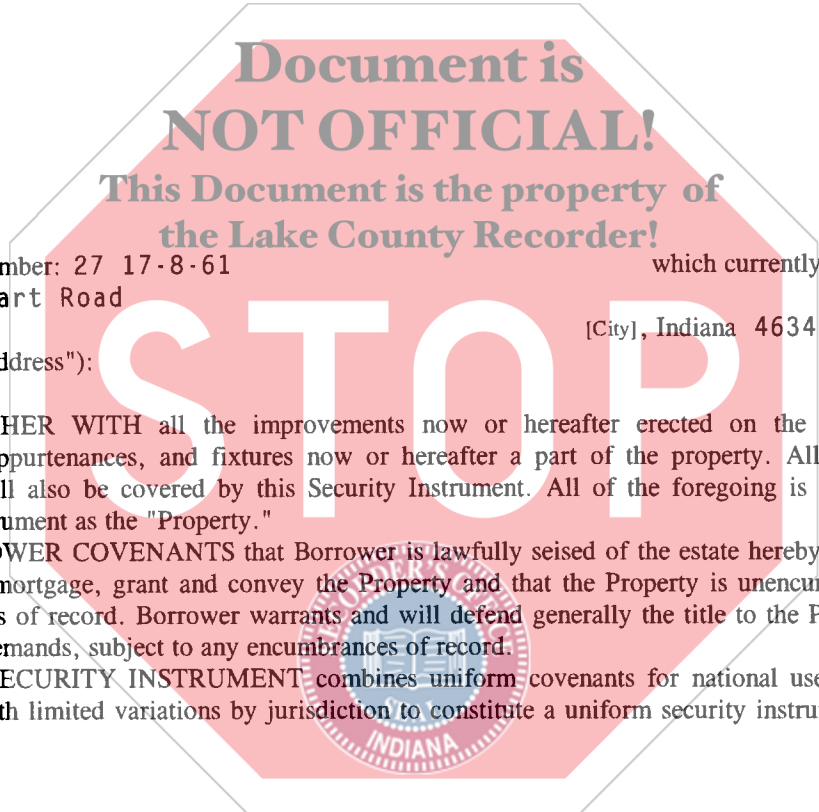 Document is
NOT OFFICIAL!
This Document is the property of
the Lake County Recorder!
mber: 27 17-8-61 which currently
art Road
[City], Indiana 4634
ddress"):
STOP
HER WITH all the improvements now or hereafter erected on the
ppurtenances, and fixtures now or hereafter a part of the property. All
ll also be covered by this Security Instrument. All of the foregoing is
ument as the "Property."
OWER COVENANTS that Borrower is lawfully seised of the estate hereby
mortgage, grant and convey the Property and that the Property is unencu
s of record. Borrower warrants and will defend generally the title to the P
emands, subject to any encumbrances of record.
ECURITY INSTRUMENT combines uniform covenants for national use
th limited variations by jurisdiction to constitute a uniform security instru
RECORDER'S OFFICE
SEAL
INDIANA